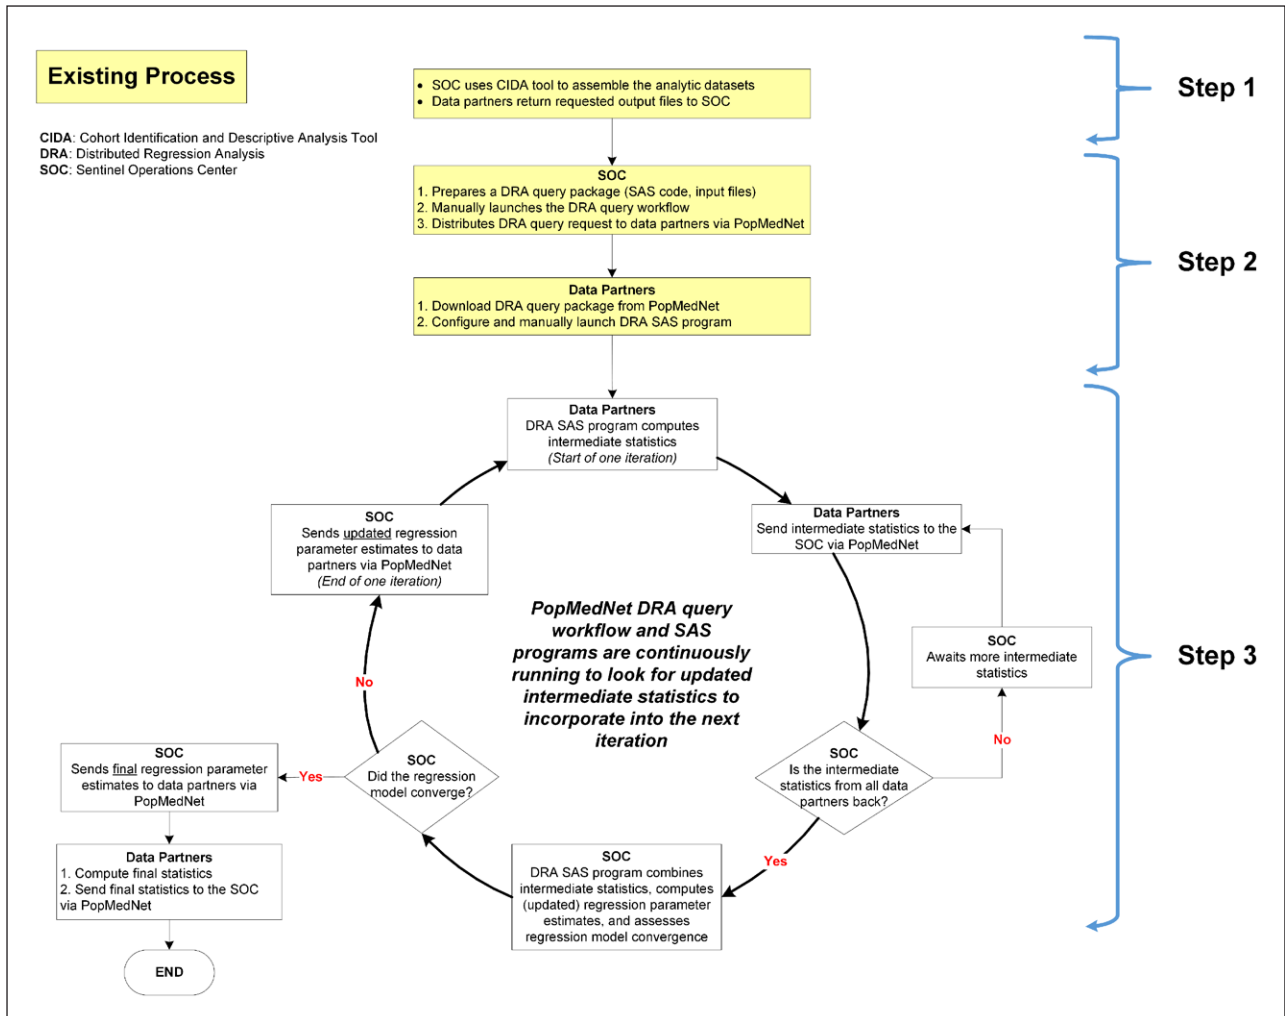 Existing Process
CIDA: Cohort Identification and Descriptive Analysis Tool
DRA: Distributed Regression Analysis
SOC: Sentinel Operations Center
• SOC uses CIDA tool to assemble the analytic datasets
• Data partners return requested output files to SOC
Step 1
SOC
1. Prepares a DRA query package (SAS code, input files)
2. Manually launches the DRA query workflow
3. Distributes DRA query request to data partners via PopMedNet
Step 2
Data Partners
1. Download DRA query package from PopMedNet
2. Configure and manually launch DRA SAS program
Data Partners
DRA SAS program computes
intermediate statistics
(Start of one iteration)
Data Partners
Send intermediate statistics to the
SOC via PopMedNet
SOC
Sends updated regression
parameter estimates to data
partners via PopMedNet
(End of one iteration)
PopMedNet DRA query
workflow and SAS
programs are continuously
running to look for updated
intermediate statistics to
incorporate into the next
iteration
SOC
Awaits more intermediate
statistics
Step 3
No
No
SOC
Is the intermediate
statistics from all data
partners back?
SOC
Did the regression
model converge?
Yes
SOC
Sends final regression parameter
estimates to data partners via
PopMedNet
Yes
SOC
DRA SAS program combines
intermediate statistics, computes
(updated) regression parameter
estimates, and assesses
regression model convergence
Data Partners
1. Compute final statistics
2. Send final statistics to the SOC
via PopMedNet
END